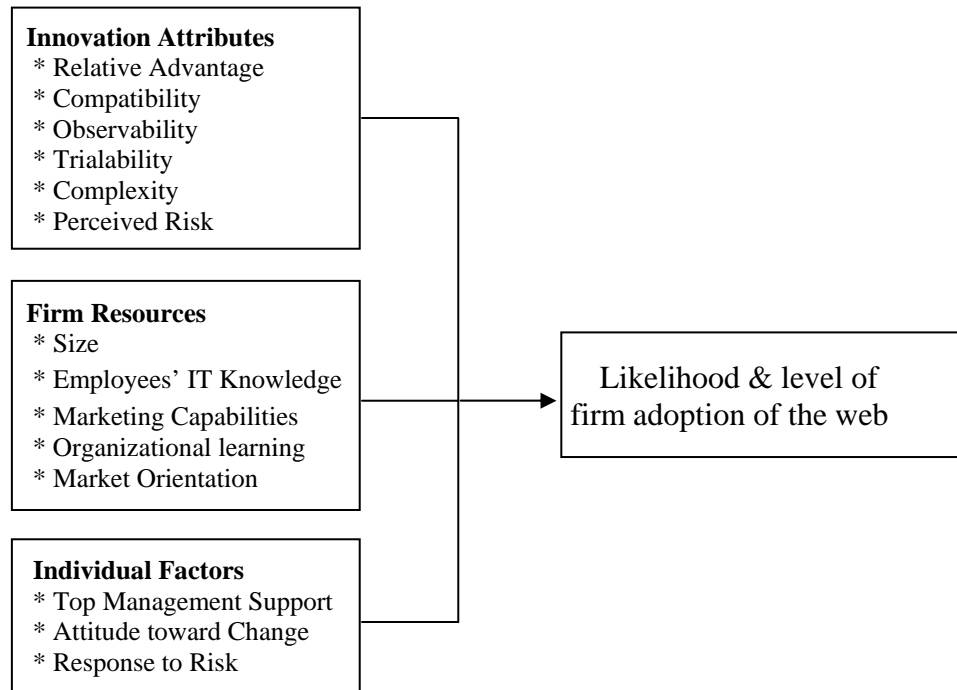 Innovation Attributes
* Relative Advantage
* Compatibility
* Observability
* Trialability
* Complexity
* Perceived Risk
Firm Resources
* Size
* Employees’ IT Knowledge
* Marketing Capabilities
* Organizational learning
* Market Orientation
Likelihood & level of
firm adoption of the web
Individual Factors
* Top Management Support
* Attitude toward Change
* Response to Risk